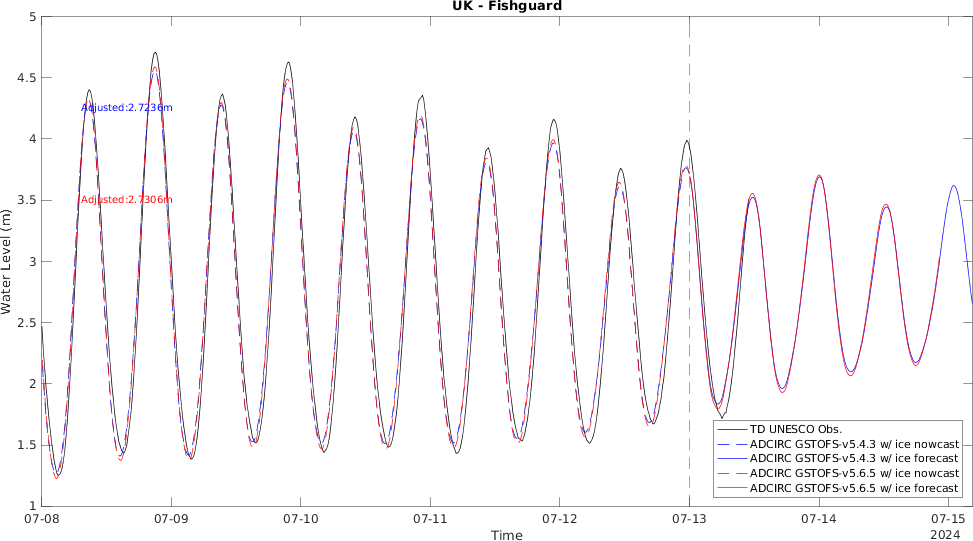 UK - Fishguard
5
4.5
4
3.5
3
2.5
2
1.5
1
Water Level (m)
Adjusted:2.7236m
Adjusted:2.7306m
TD UNESCO Obs.
ADCIRC GSTOFS-v5.4.3 w/ ice nowcast
ADCIRC GSTOFS-v5.4.3 w/ ice forecast
ADCIRC GSTOFS-v5.6.5 w/ ice nowcast
ADCIRC GSTOFS-v5.6.5 w/ ice forecast
07-08 07-09 07-10 07-11 07-12 07-13 07-14 07-15
Time
2024